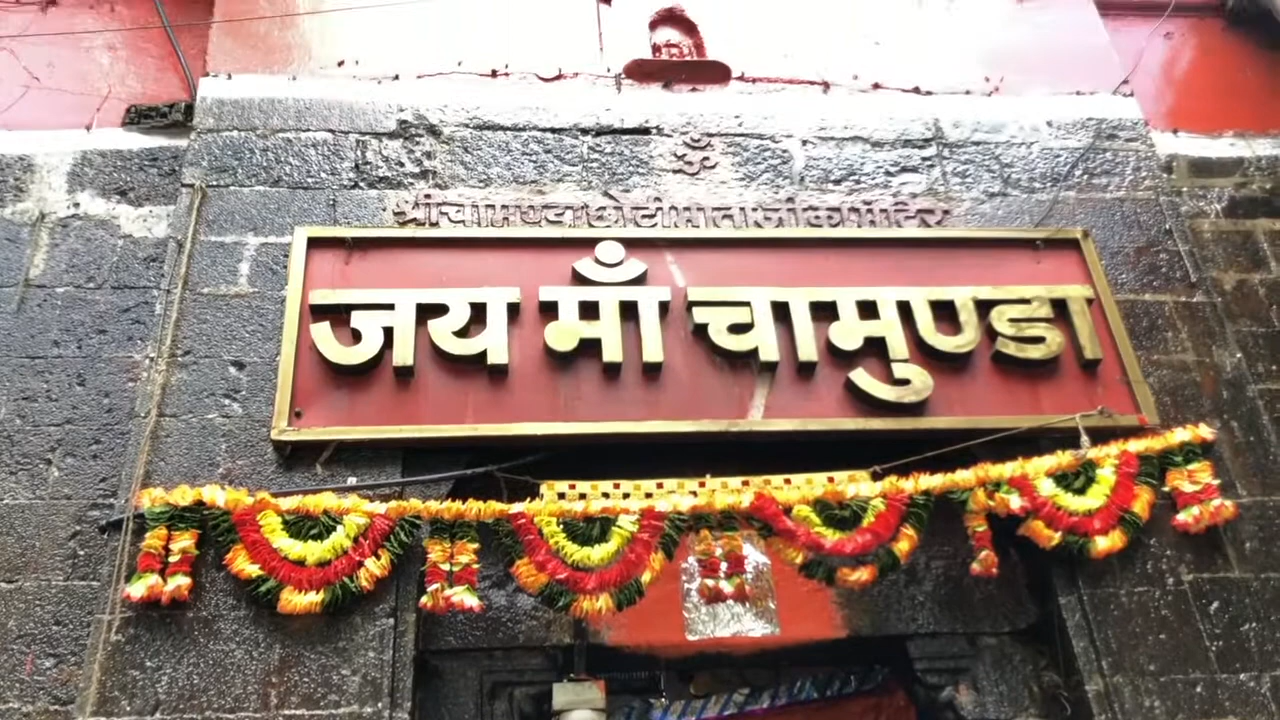 ॐ
श्री चामुण्डा छोटी माता जी का मंदिर
जय माँ चामुण्डा